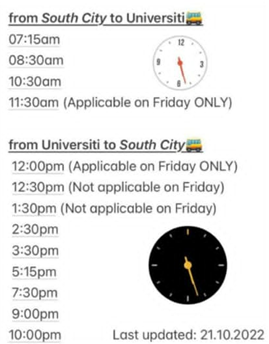 from South City to Universiti🚌
07:15am
08:30am
10:30am
11:30am (Applicable on Friday ONLY)
from Universiti to South City🚌
12:00pm (Applicable on Friday ONLY)
12:30pm (Not applicable on Friday)
1:30pm (Not applicable on Friday)
2:30pm
3:30pm
5:15pm
7:30pm
9:00pm
10:00pm Last updated: 21.10.2022
12
3
6
9